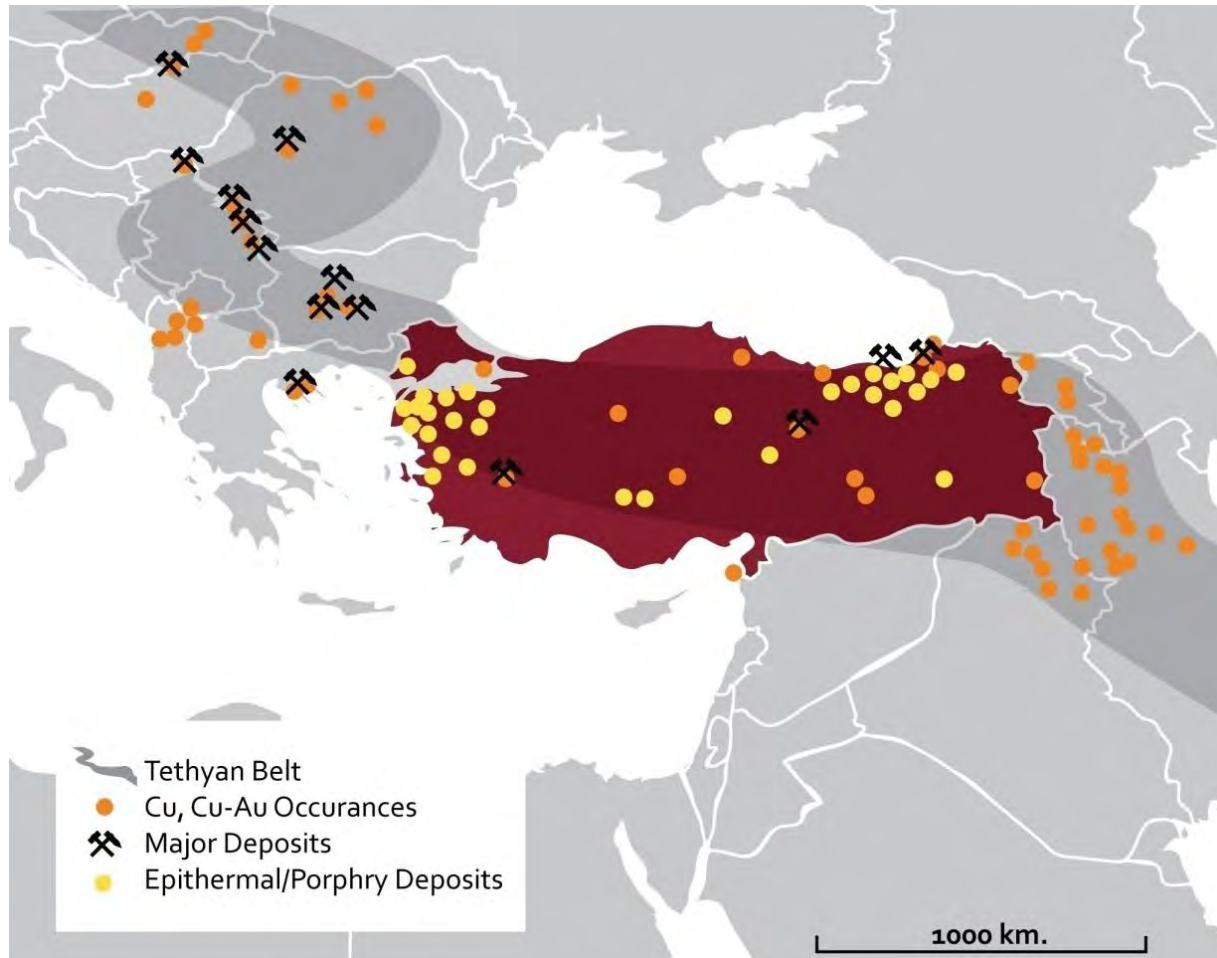 Tethyan Belt
Cu, Cu-Au Occurances
Major Deposits
Epithermal/Porphry Deposits
1000 km.